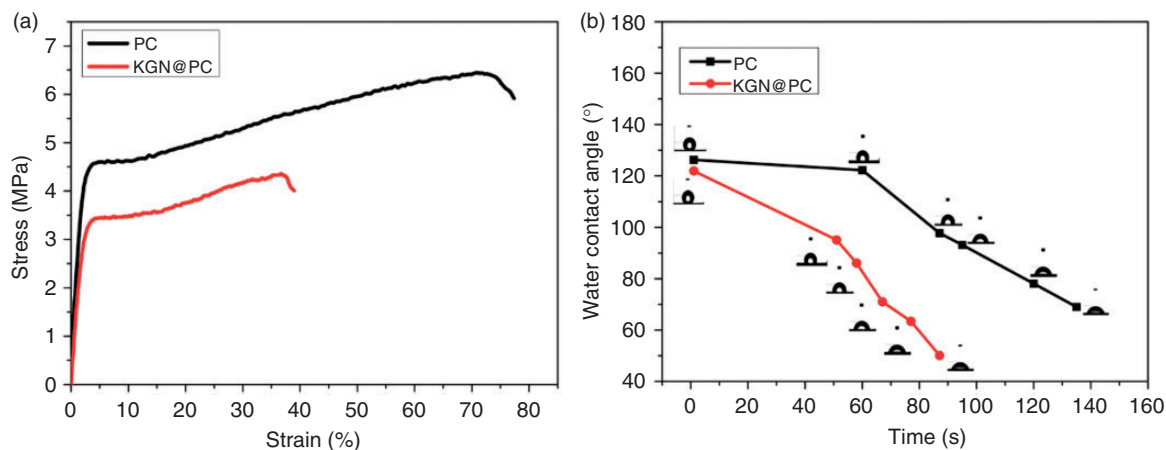 (a)
PC
KGN@PC
7
6
5
4
3
2
1
0
0 10 20 30 40 50 60 70 80
Stress (MPa)
Strain (%)
(b)
PC
KGN@PC
180
160
140
120
100
80
60
40
0 20 40 60 80 100 120 140 160
Water contact angle (°)
Time (s)